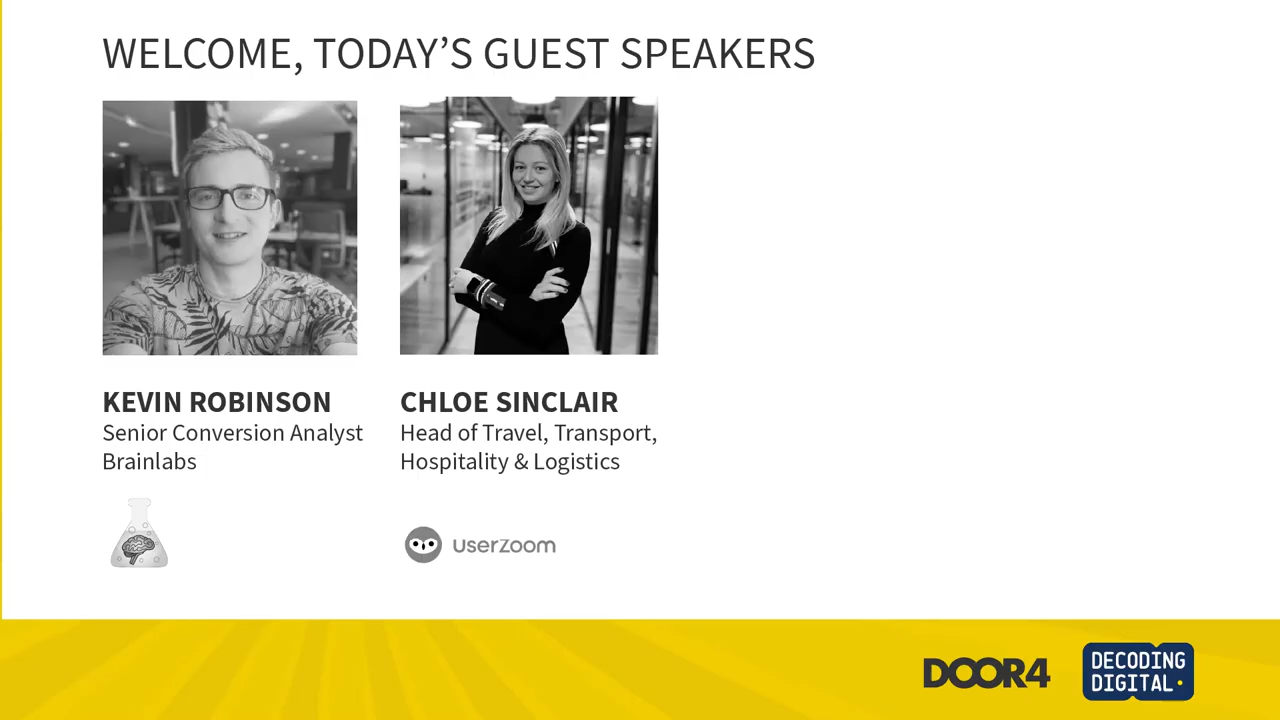 WELCOME, TODAY’S GUEST SPEAKERS
KEVIN ROBINSON
Senior Conversion Analyst
Brainlabs
CHLOE SINCLAIR
Head of Travel, Transport,
Hospitality & Logistics
UserZoom
DOOR4
DECODING
DIGITAL